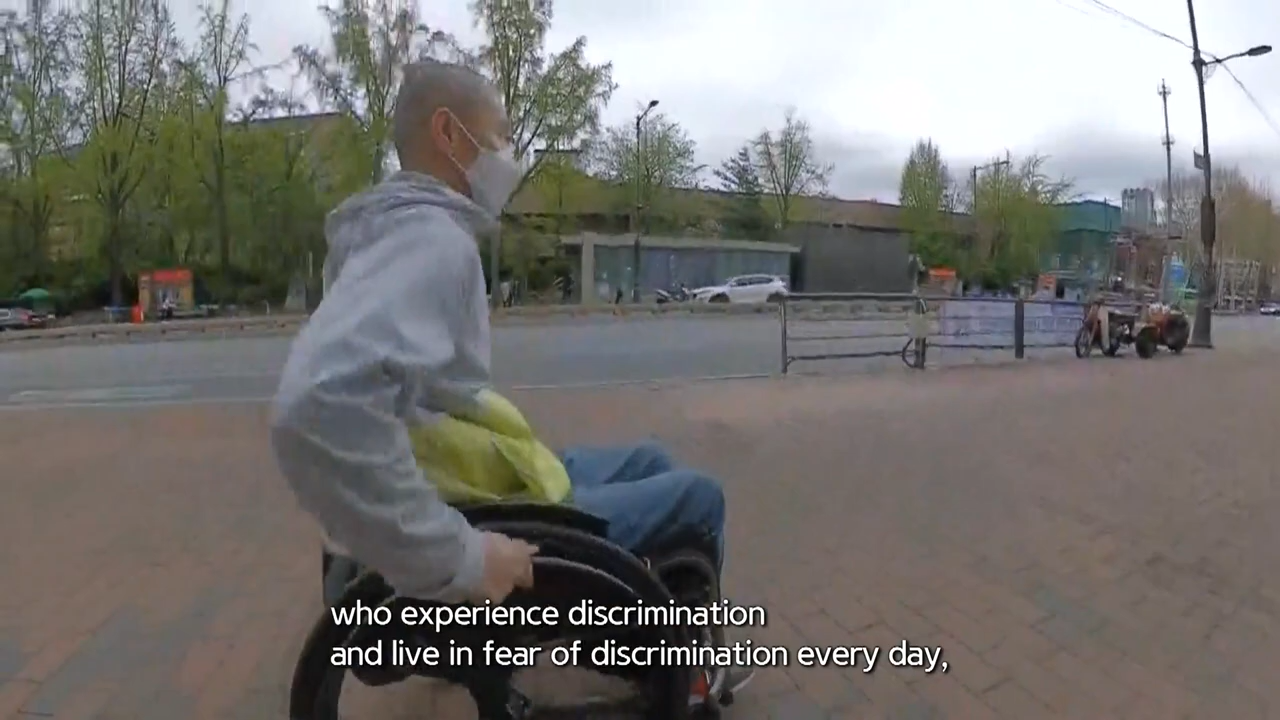 who experience discrimination
and live in fear of discrimination every day,